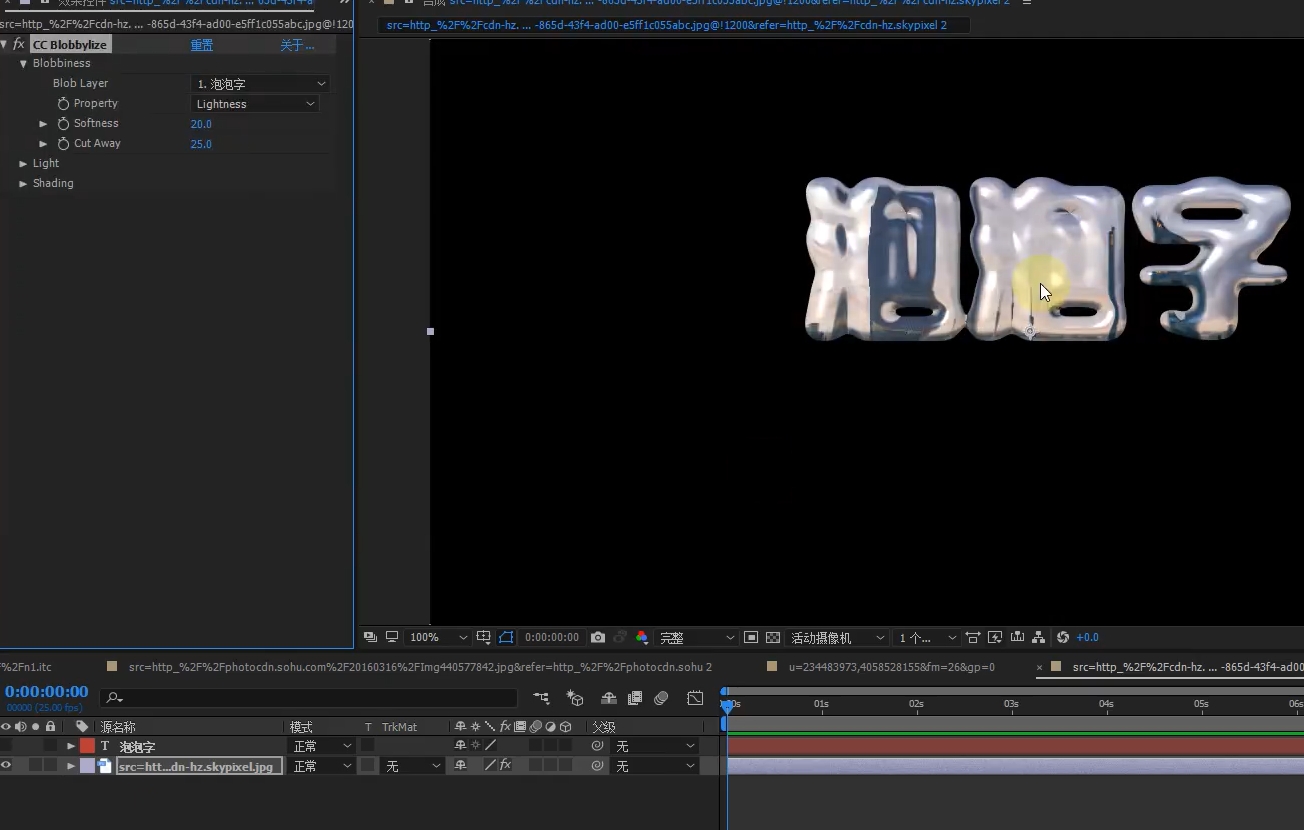 效果控件 src=http_%2F%2Fcdn-hz. ... 865d-43f4-a
src=http_%2F%2Fcdn-hz. ... -865d-43f4-ad00-e5ff1c055abc.jpg@!120
fx CC Blobbylize 重置 关于...
Blobbiness
Blob Layer 1. 泡泡字
Property Lightness
Softness 20.0
Cut Away 25.0
Light
Shading
合成 src=http_%2F%2Fcdn-hz. ... -865d-43f4-ad00-e5ff1c055abc.jpg@!1200&refer=http_%2F%2Fcdn-hz.skypixel 2
src=http_%2F%2Fcdn-hz. ... -865d-43f4-ad00-e5ff1c055abc.jpg@!1200&refer=http_%2F%2Fcdn-hz.skypixel 2
泡泡字
100% 0:00:00:00 完整 活动摄像机 1 个... +0.0
F%2Fn1.itc src=http_%2F%2Fphotocdn.sohu.com%2F20160316%2FImg440577842.jpg&refer=http_%2F%2Fphotocdn.sohu 2 u=234483973,4058528155&fm=26&gp=0 × src=http_%2F%2Fcdn-hz. ... -865d-43f4-ad00
0:00:00:00
00000 (25.00 fps)
源名称 模式 T TrkMat fx 父级
0s 01s 02s 03s 04s 05s 06s
T 泡泡字 正常 无
src=htt...dn-hz.skypixel.jpg 正常 无 fx 无